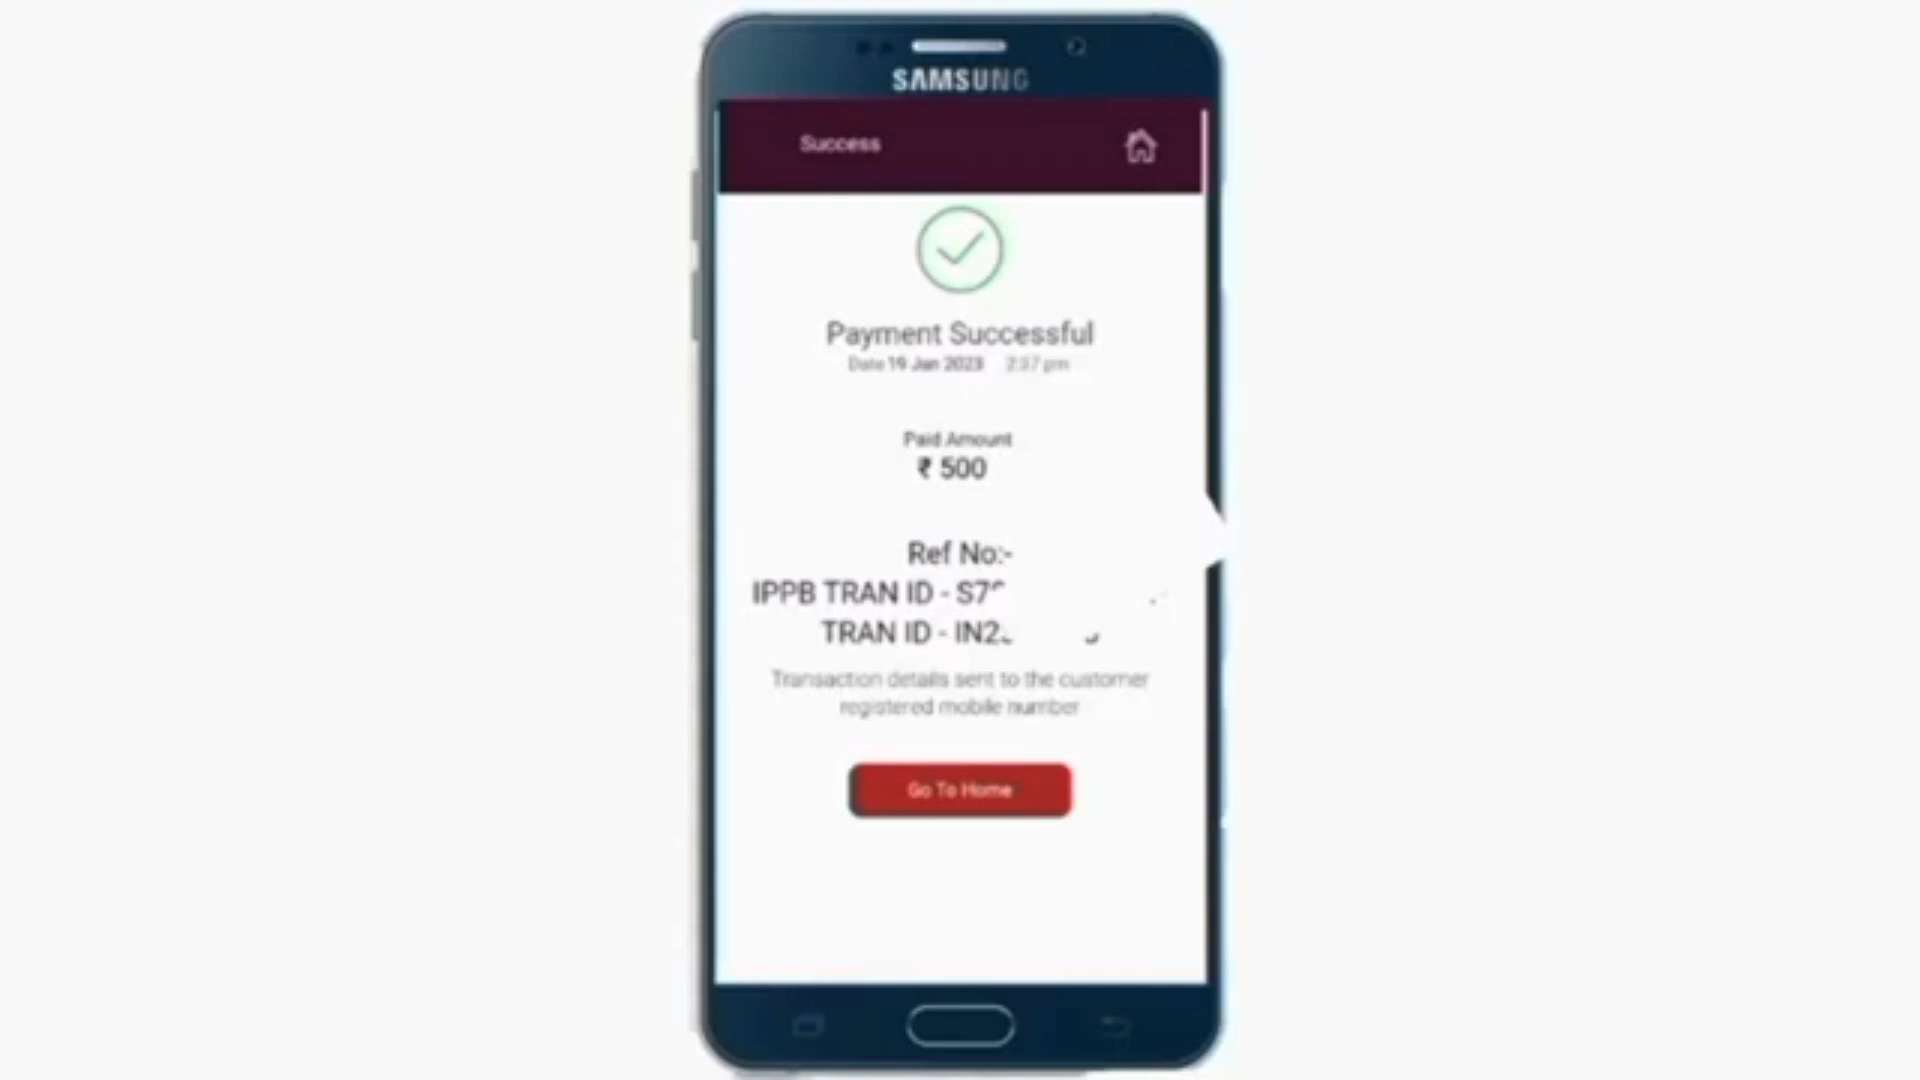 SAMSUNG
Success
Payment Successful
Date 19 Jan 2023 2:37 pm
Paid Amount
₹ 500
Ref No:-
IPPB TRAN ID - S7
TRAN ID - IN2
Transaction details sent to the customer
registered mobile number
Go To Home